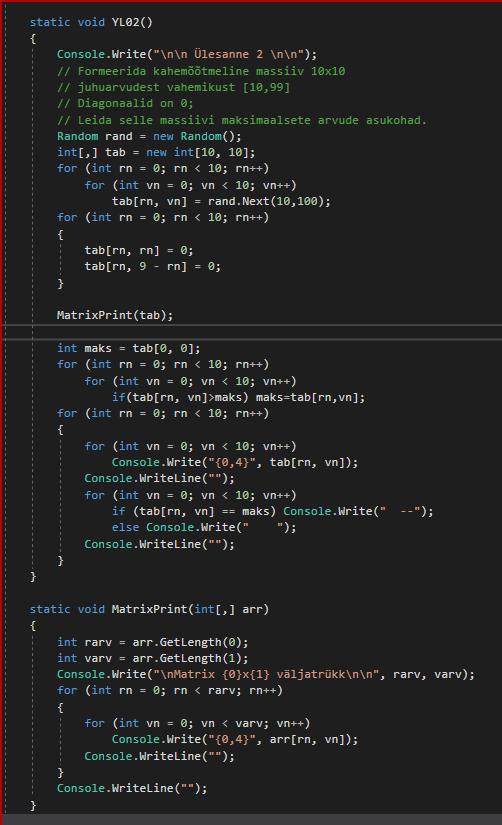 static void YL02()
{
    Console.Write("\n\n Ülesanne 2 \n\n");
    // Formeerida kahemõõtmeline massiiv 10x10
    // juhuarvudest vahemikust [10,99]
    // Diagonaalid on 0;
    // Leida selle massiivi maksimaalsete arvude asukohad.
    Random rand = new Random();
    int[,] tab = new int[10, 10];
    for (int rn = 0; rn < 10; rn++)
        for (int vn = 0; vn < 10; vn++)
            tab[rn, vn] = rand.Next(10,100);
    for (int rn = 0; rn < 10; rn++)
    {
        tab[rn, rn] = 0;
        tab[rn, 9 - rn] = 0;
    }
    MatrixPrint(tab);
    int maks = tab[0, 0];
    for (int rn = 0; rn < 10; rn++)
        for (int vn = 0; vn < 10; vn++)
            if(tab[rn, vn]>maks) maks=tab[rn,vn];
    for (int rn = 0; rn < 10; rn++)
    {
        for (int vn = 0; vn < 10; vn++)
            Console.Write("{0,4}", tab[rn, vn]);
        Console.WriteLine("");
        for (int vn = 0; vn < 10; vn++)
            if (tab[rn, vn] == maks) Console.Write("  --");
            else Console.Write("    ");
        Console.WriteLine("");
    }
}
static void MatrixPrint(int[,] arr)
{
    int rarv = arr.GetLength(0);
    int varv = arr.GetLength(1);
    Console.Write("\nMatrix {0}x{1} väljatrükk\n\n", rarv, varv);
    for (int rn = 0; rn < rarv; rn++)
    {
        for (int vn = 0; vn < varv; vn++)
            Console.Write("{0,4}", arr[rn, vn]);
        Console.WriteLine("");
    }
    Console.WriteLine("");
}